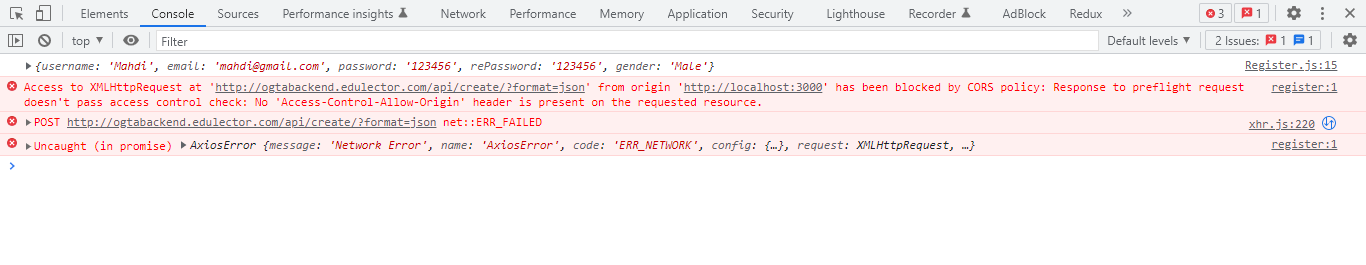 Elements Console Sources Performance insights Network Performance Memory Application Security Lighthouse Recorder AdBlock Redux » 3 1
top Filter Default levels 2 Issues: 1 1
{username: 'Mahdi', email: 'mahdi@gmail.com', password: '123456', rePassword: '123456', gender: 'Male'} Register.js:15
Access to XMLHttpRequest at 'http://ogtabackend.edulector.com/api/create/?format=json' from origin 'http://localhost:3000' has been blocked by CORS policy: Response to preflight request register:1
doesn't pass access control check: No 'Access-Control-Allow-Origin' header is present on the requested resource.
POST http://ogtabackend.edulector.com/api/create/?format=json net::ERR_FAILED xhr.js:220
Uncaught (in promise) AxiosError {message: 'Network Error', name: 'AxiosError', code: 'ERR_NETWORK', config: {…}, request: XMLHttpRequest, …} register:1